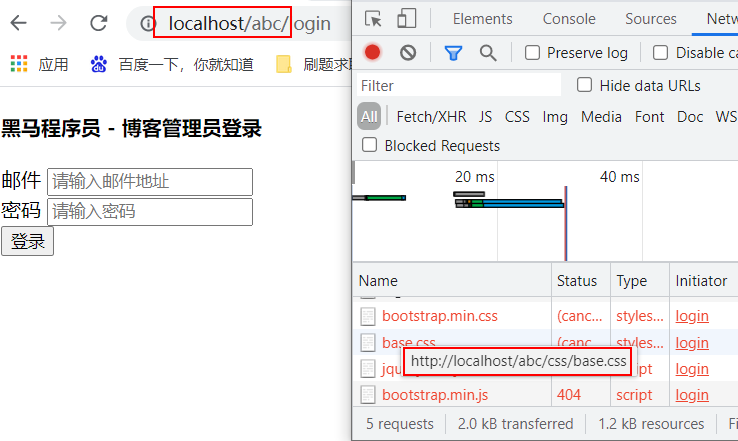 localhost/abc/login
应用
百度一下，你就知道
刷题求职
黑马程序员 - 博客管理员登录
邮件 请输入邮件地址
密码 请输入密码
登录
Elements Console Sources Netw
Preserve log Disable ca
Filter Hide data URLs
All Fetch/XHR JS CSS Img Media Font Doc WS
Blocked Requests
20 ms 40 ms
Name Status Type Initiator
bootstrap.min.css (canc... styles... login
base.css (canc styles... login
http://localhost/abc/css/base.css
login
bootstrap.min.js 404 script login
5 requests 2.0 kB transferred 1.2 kB resources Fi